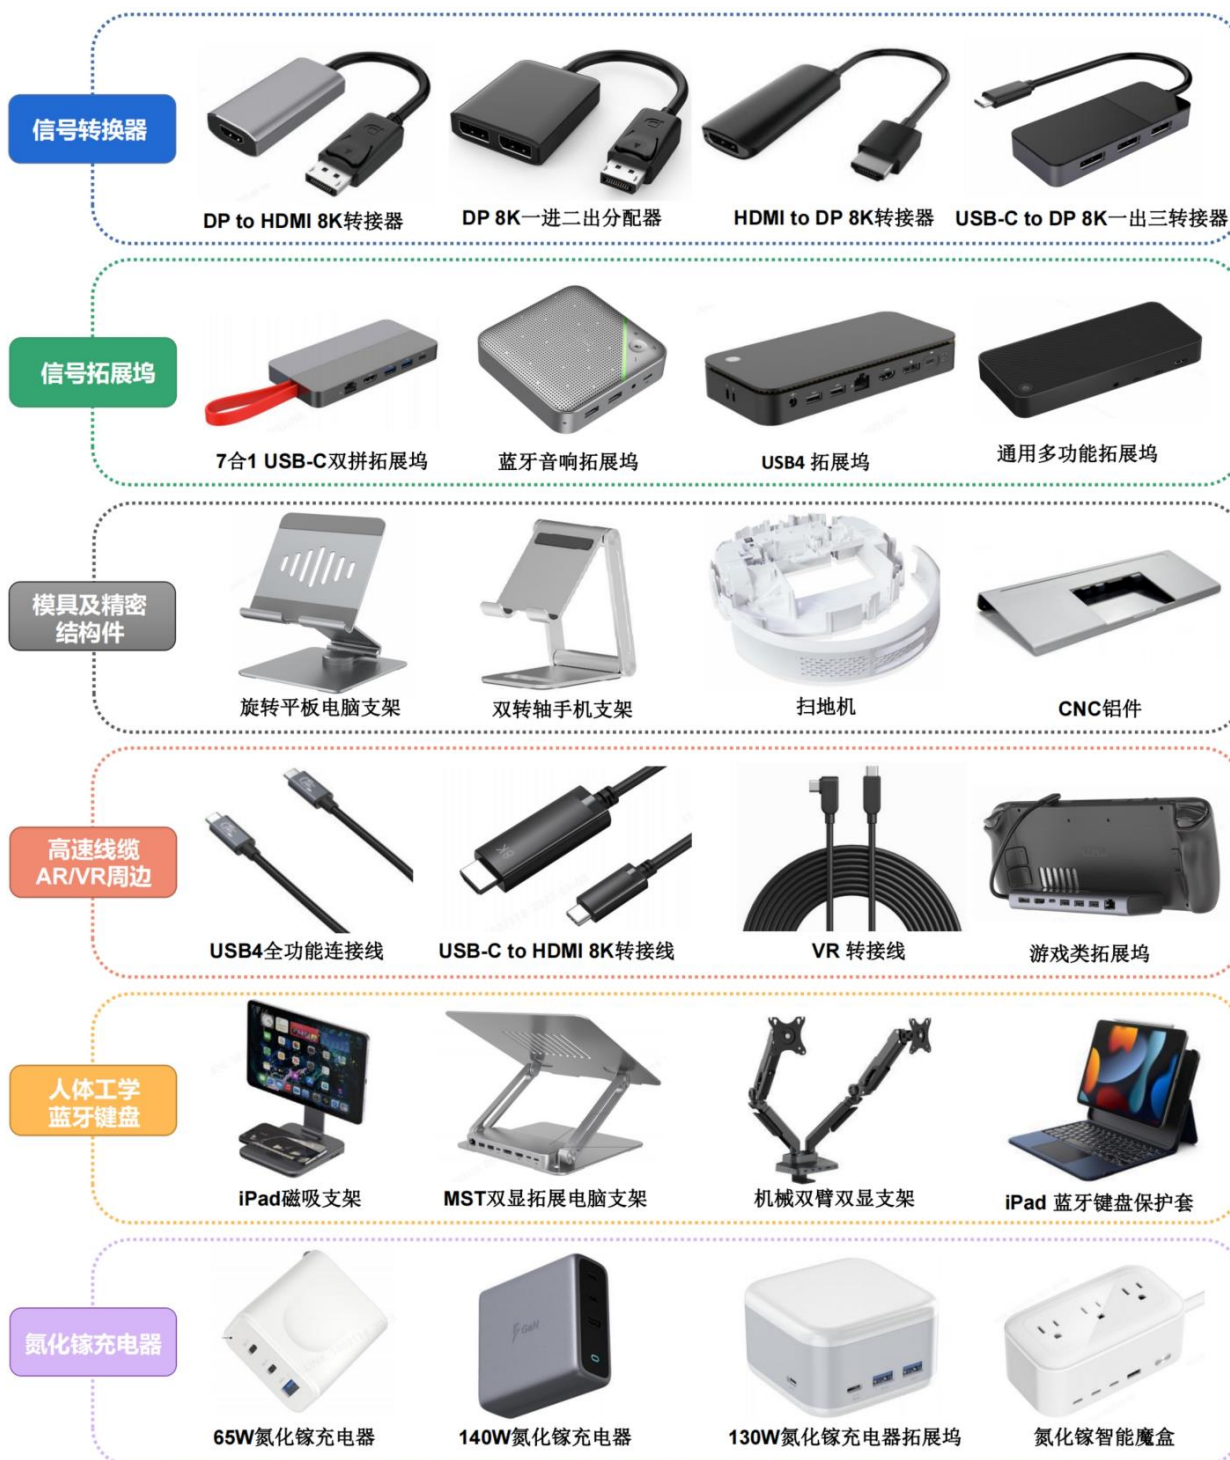 信号转换器
DP to HDMI 8K转接器
DP 8K一进二出分配器
HDMI to DP 8K转接器
USB-C to DP 8K一出三转接器
信号拓展坞
7合1 USB-C双拼拓展坞
蓝牙音响拓展坞
USB4 拓展坞
通用多功能拓展坞
模具及精密
结构件
旋转平板电脑支架
双转轴手机支架
扫地机
CNC铝件
高速线缆
AR/VR周边
8K
USB4全功能连接线
USB-C to HDMI 8K转接线
VR 转接线
游戏类拓展坞
人体工学
蓝牙键盘
iPad磁吸支架
MST双显拓展电脑支架
机械双臂双显支架
iPad 蓝牙键盘保护套
氮化镓充电器
GaN
65W氮化镓充电器
140W氮化镓充电器
130W氮化镓充电器拓展坞
氮化镓智能魔盒